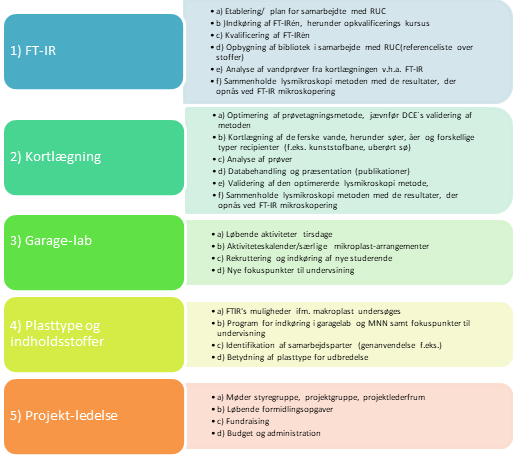 1) FT-IR
• a) Etablering/ plan for samarbejdte med RUC
• b )Indkøring af FT-IRén, herunder opkvalificerings kursus
• c) Kvalificering af FT-IRèn
• d) Opbygning af bibliotek i samarbejde med RUC(referenceliste over
stoffer)
• e) Analyse af vandprøver fra kortlægningen v.h.a. FT-IR
• f) Sammenholde lysmikroskopi metoden med de resultater, der
opnås ved FT-IR mikroskopering
2) Kortlægning
• a) Optimering af prøvetagningsmetode, jævnfør DCE´s validering af
metoden
• b) Kortlægning af de ferske vande, herunder søer, åer og forskellige
typer recipienter (f.eks. kunststofbane, uberørt sø)
• c) Analyse af prøver
• d) Databehandling og præsentation (publikationer)
• e) Validering af den optimerede lysmikroskopi metode,
• f) Sammenholde lysmikroskopi metoden med de resultater, der
opnås ved FT-IR mikroskopering
3) Garage-lab
• a) Løbende aktiviteter tirsdage
• b) Aktiviteteskalender/særlige mikroplast-arrangementer
• c) Rekruttering og indkøring af nye studerende
• d) Nye fokuspunkter til undervsining
4) Plasttype og
indholdsstoffer
• a) FTIR's muligheder ifm. makroplast undersøges
• b) Program for indkøring i garagelab og MNN samt fokuspunkter til
undervisning
• c) Identifikation af samarbejdsparter (genanvendelse f.eks.)
• d) Betydning af plasttype for udbredelse
5) Projekt-ledelse
• a) Møder styregruppe, projektgruppe, projektlederfrum
• b) Løbende formidlingsopgaver
• c) Fundraising
• d) Budget og administration